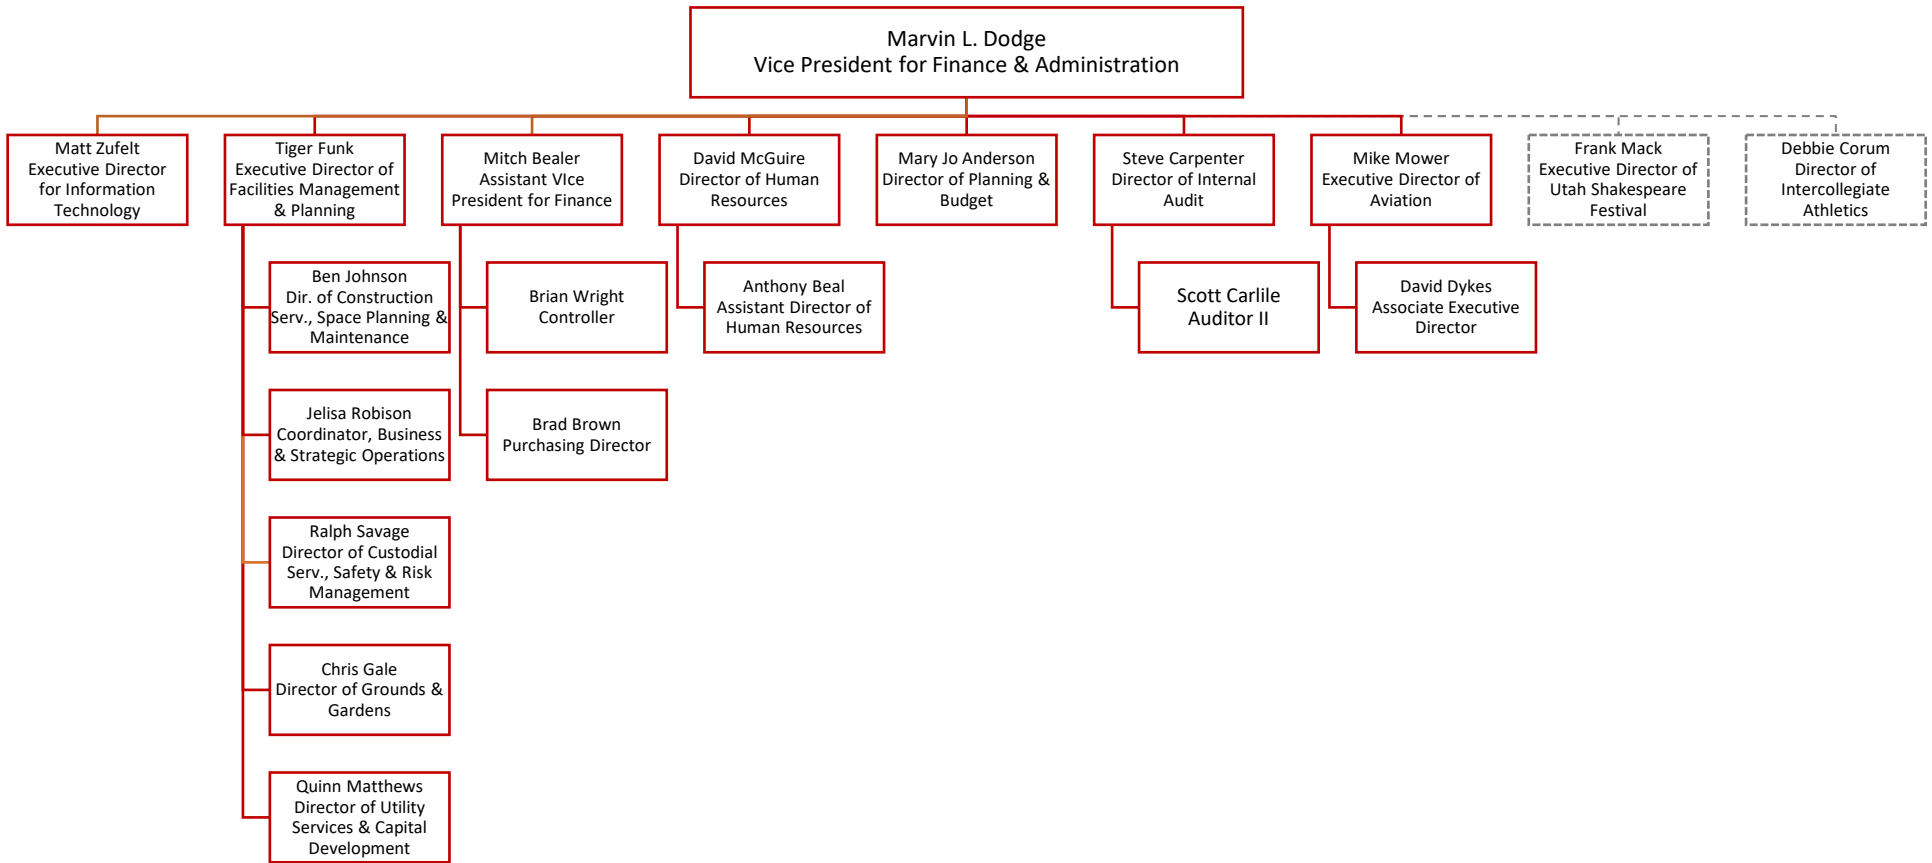 Marvin L. Dodge
Vice President for Finance & Administration
Matt Zufelt
Executive Director
for Information
Technology
Tiger Funk
Executive Director of
Facilities Management
& Planning
Mitch Bealer
Assistant VIce
President for Finance
David McGuire
Director of Human
Resources
Mary Jo Anderson
Director of Planning &
Budget
Steve Carpenter
Director of Internal
Audit
Mike Mower
Executive Director of
Aviation
Frank Mack
Executive Director of
Utah Shakespeare
Festival
Debbie Corum
Director of
Intercollegiate
Athletics
Ben Johnson
Dir. of Construction
Serv., Space Planning &
Maintenance
Brian Wright
Controller
Anthony Beal
Assistant Director of
Human Resources
Scott Carlile
Auditor II
David Dykes
Associate Executive
Director
Jelisa Robison
Coordinator, Business
& Strategic Operations
Brad Brown
Purchasing Director
Ralph Savage
Director of Custodial
Serv., Safety & Risk
Management
Chris Gale
Director of Grounds &
Gardens
Quinn Matthews
Director of Utility
Services & Capital
Development